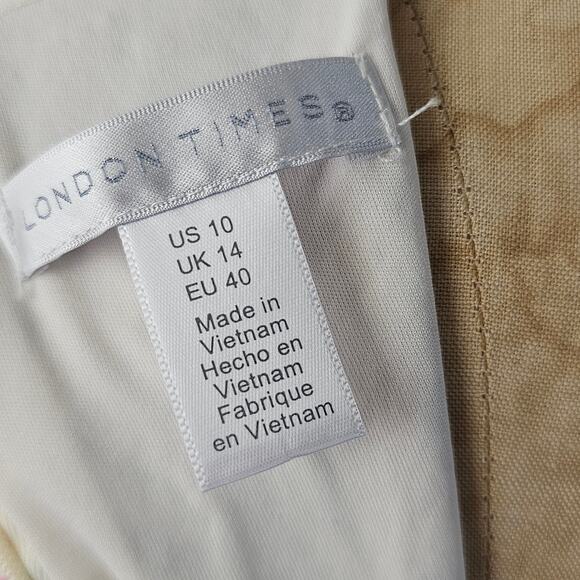 LONDON TIMES®
US 10
UK 14
EU 40
Made in
Vietnam
Hecho en
Vietnam
Fabrique
en Vietnam